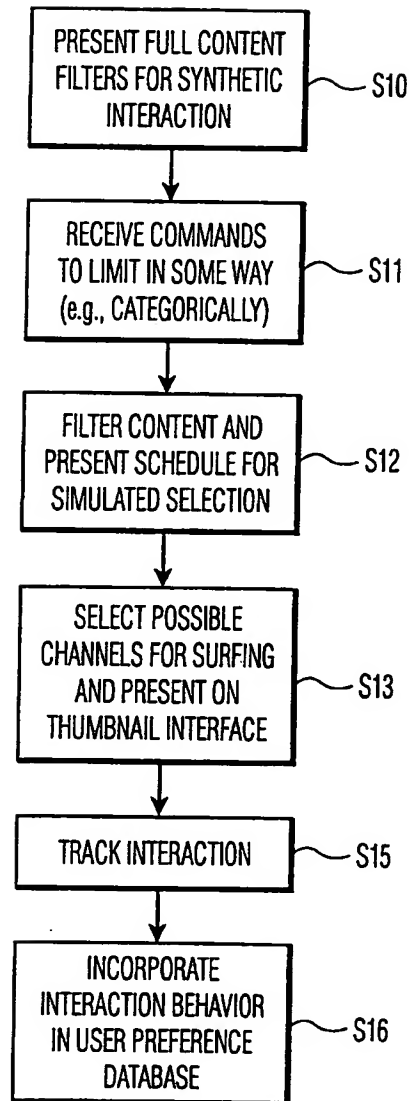 PRESENT FULL CONTENT
FILTERS FOR SYNTHETIC
INTERACTION
S10
RECEIVE COMMANDS
TO LIMIT IN SOME WAY
(e.g., CATEGORICALLY)
S11
FILTER CONTENT AND
PRESENT SCHEDULE FOR
SIMULATED SELECTION
S12
SELECT POSSIBLE
CHANNELS FOR SURFING
AND PRESENT ON
THUMBNAIL INTERFACE
S13
TRACK INTERACTION
S15
INCORPORATE
INTERACTION BEHAVIOR
IN USER PREFERENCE
DATABASE
S16